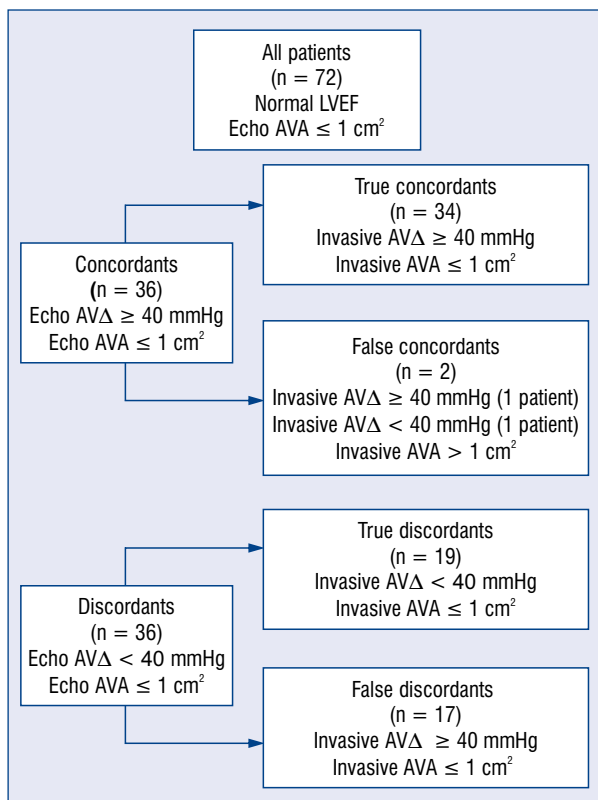 All patients
(n = 72)
Normal LVEF
Echo AVA ≤ 1 cm²
True concordants
(n = 34)
Invasive AVΔ ≥ 40 mmHg
Invasive AVA ≤ 1 cm²
Concordants
(n = 36)
Echo AVΔ ≥ 40 mmHg
Echo AVA ≤ 1 cm²
False concordants
(n = 2)
Invasive AVΔ ≥ 40 mmHg (1 patient)
Invasive AVΔ < 40 mmHg (1 patient)
Invasive AVA > 1 cm²
True discordants
(n = 19)
Invasive AVΔ < 40 mmHg
Invasive AVA ≤ 1 cm²
Discordants
(n = 36)
Echo AVΔ < 40 mmHg
Echo AVA ≤ 1 cm²
False discordants
(n = 17)
Invasive AVΔ ≥ 40 mmHg
Invasive AVA ≤ 1 cm²